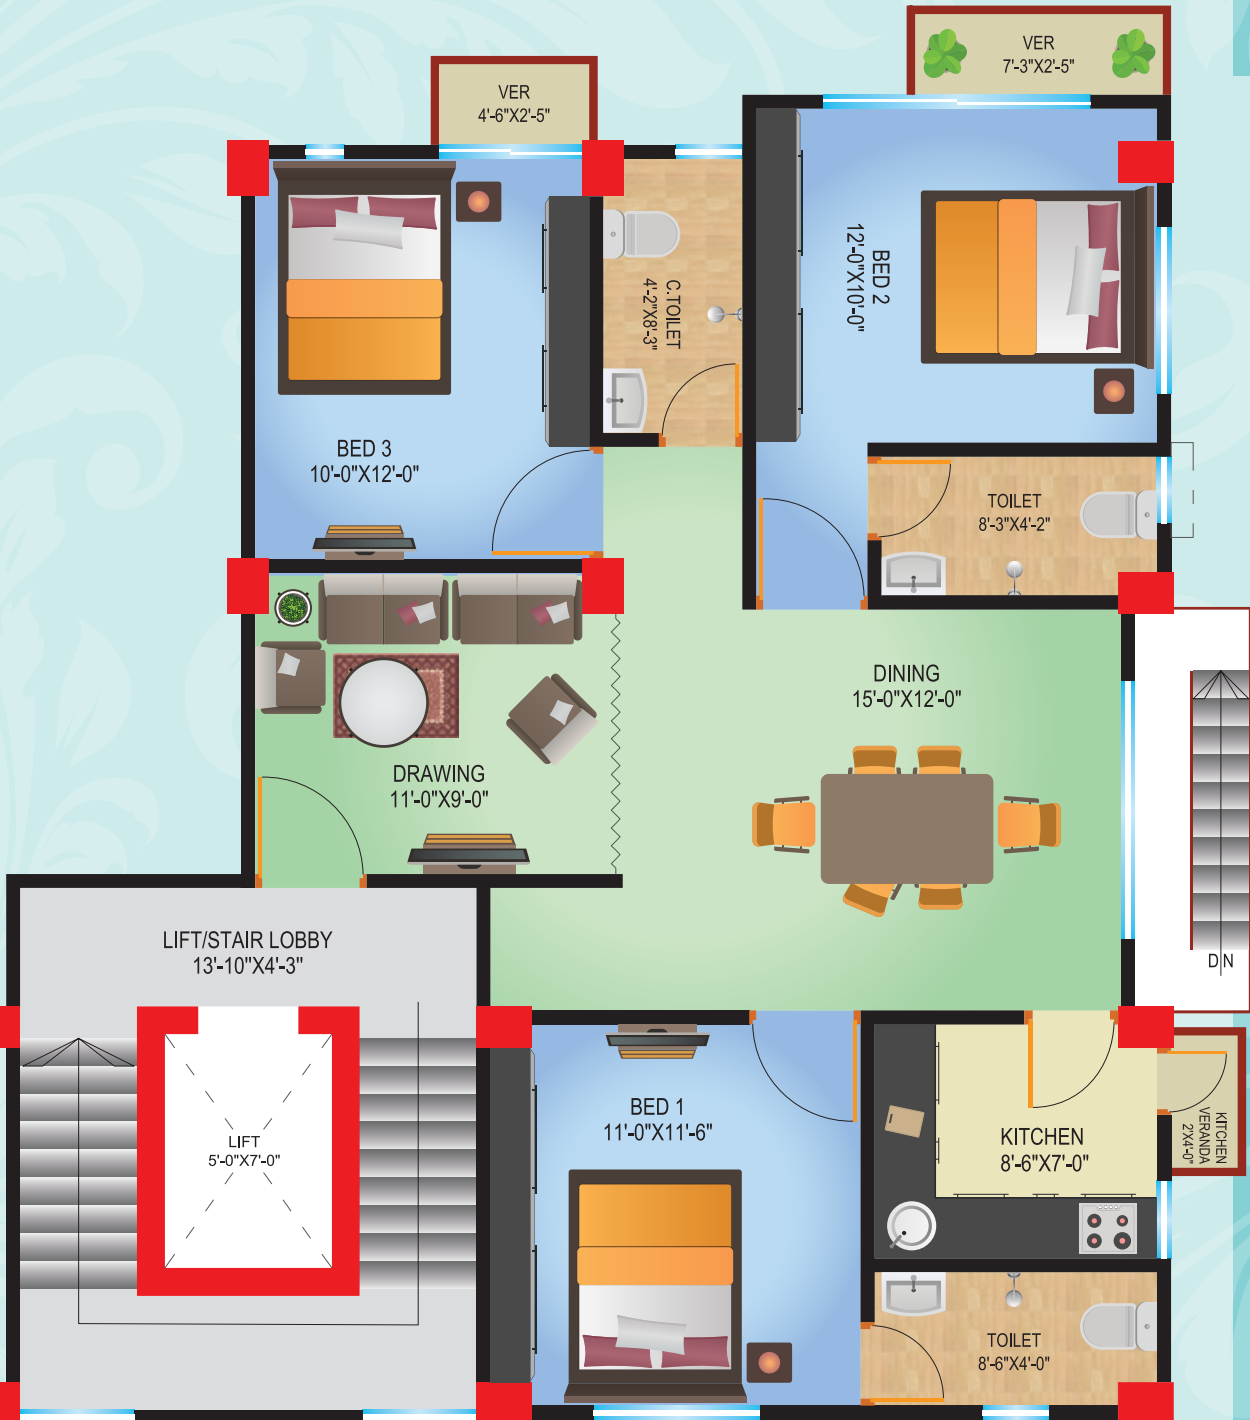 VER
7'-3"X2'-5"
VER
4'-6"X2'-5"
BED 2
12'-0"X10'-0"
C.TOILET
4'-2"X8'-3"
BED 3
10'-0"X12'-0"
TOILET
8'-3"X4'-2"
DINING
15'-0"X12'-0"
DRAWING
11'-0"X9'-0"
LIFT/STAIR LOBBY
13'-10"X4'-3"
DN
BED 1
11'-0"X11'-6"
KITCHEN
8'-6"X7'-0"
KITCHEN
VERANDA
2'X4'-0"
LIFT
5'-0"X7'-0"
TOILET
8'-6"X4'-0"